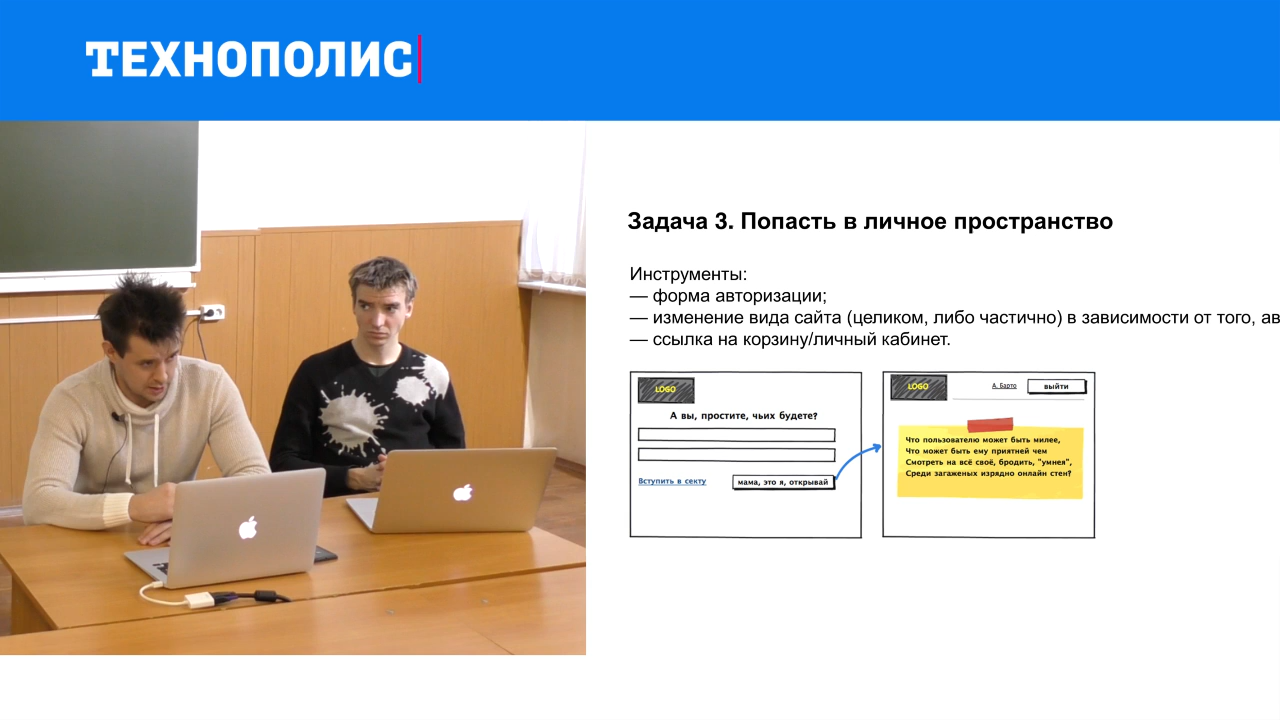 ТЕХНОПОЛИС
Задача 3. Попасть в личное пространство
Инструменты:
— форма авторизации;
— изменение вида сайта (целиком, либо частично) в зависимости от того, ав
— ссылка на корзину/личный кабинет.
LOGO
А вы, простите, чьих будете?
Вступить в секту
мама, это я, открывай
LOGO
А. Барто
выйти
Что пользователю может быть милее,
Что может быть ему приятней чем
Смотреть на всё своё, бродить, "умнея",
Среди загаженых изрядно онлайн стен?